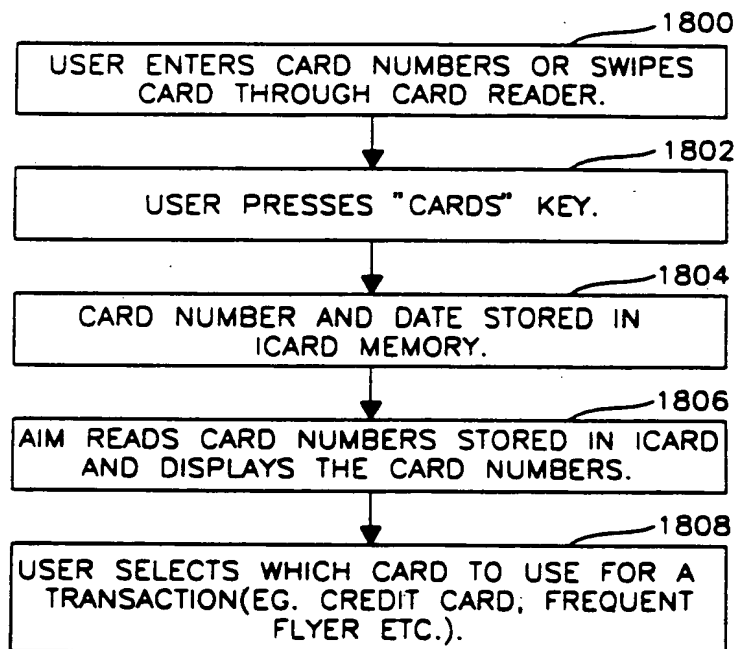 1800
USER ENTERS CARD NUMBERS OR SWIPES
CARD THROUGH CARD READER.
1802
USER PRESSES "CARDS" KEY.
1804
CARD NUMBER AND DATE STORED IN
ICARD MEMORY.
1806
AIM READS CARD NUMBERS STORED IN ICARD
AND DISPLAYS THE CARD NUMBERS.
1808
USER SELECTS WHICH CARD TO USE FOR A
TRANSACTION(EG. CREDIT CARD, FREQUENT
FLYER ETC.).